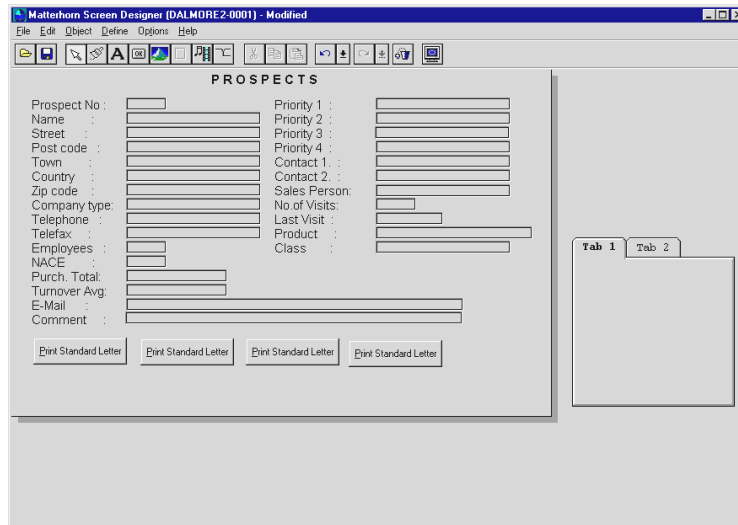 Matterhorn Screen Designer (DALMORE2-0001) - Modified
File Edit Object Define Options Help
A OK
PROSPECTS
Prospect No : Priority 1 :
Name : Priority 2 :
Street : Priority 3 :
Post code : Priority 4 :
Town : Contact 1. :
Country : Contact 2. :
Zip code : Sales Person:
Company type: No.of Visits:
Telephone : Last Visit :
Telefax : Product :
Employees : Class :
NACE :
Purch. Total:
Turnover Avg:
E-Mail :
Comment :
Tab 1 Tab 2
Print Standard Letter Print Standard Letter Print Standard Letter Print Standard Letter